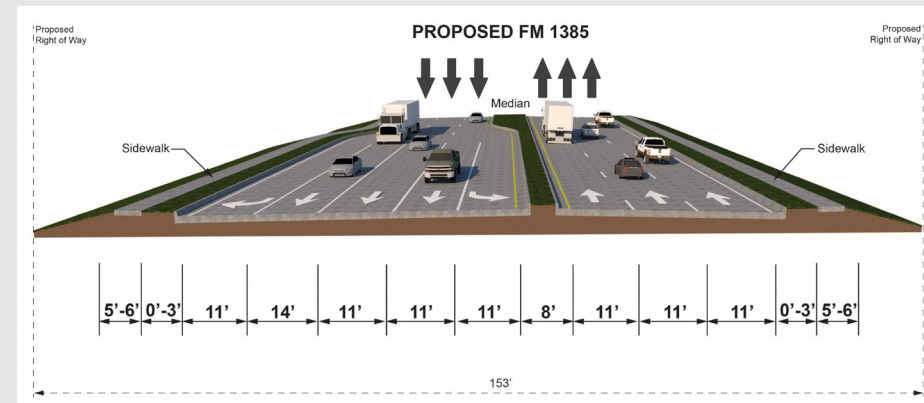 Proposed
Right of Way
PROPOSED FM 1385
Proposed
Right of Way
Median
Sidewalk
Sidewalk
5'-6' 0'-3' 11' 14' 11' 11' 11' 8' 11' 11' 11' 0'-3' 5'-6'
153'